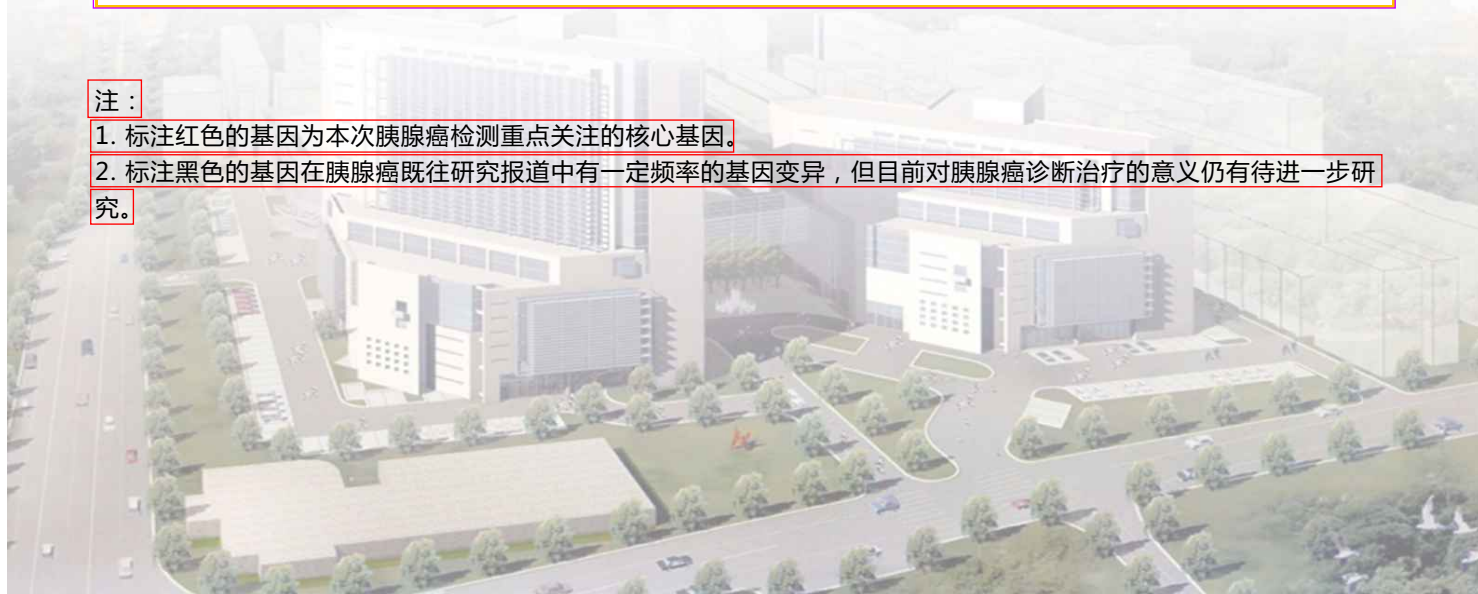 注：
1. 标注红色的基因为本次胰腺癌检测重点关注的核心基因。
2. 标注黑色的基因在胰腺癌既往研究报道中有一定频率的基因变异，但目前对胰腺癌诊断治疗的意义仍有待进一步研
究。